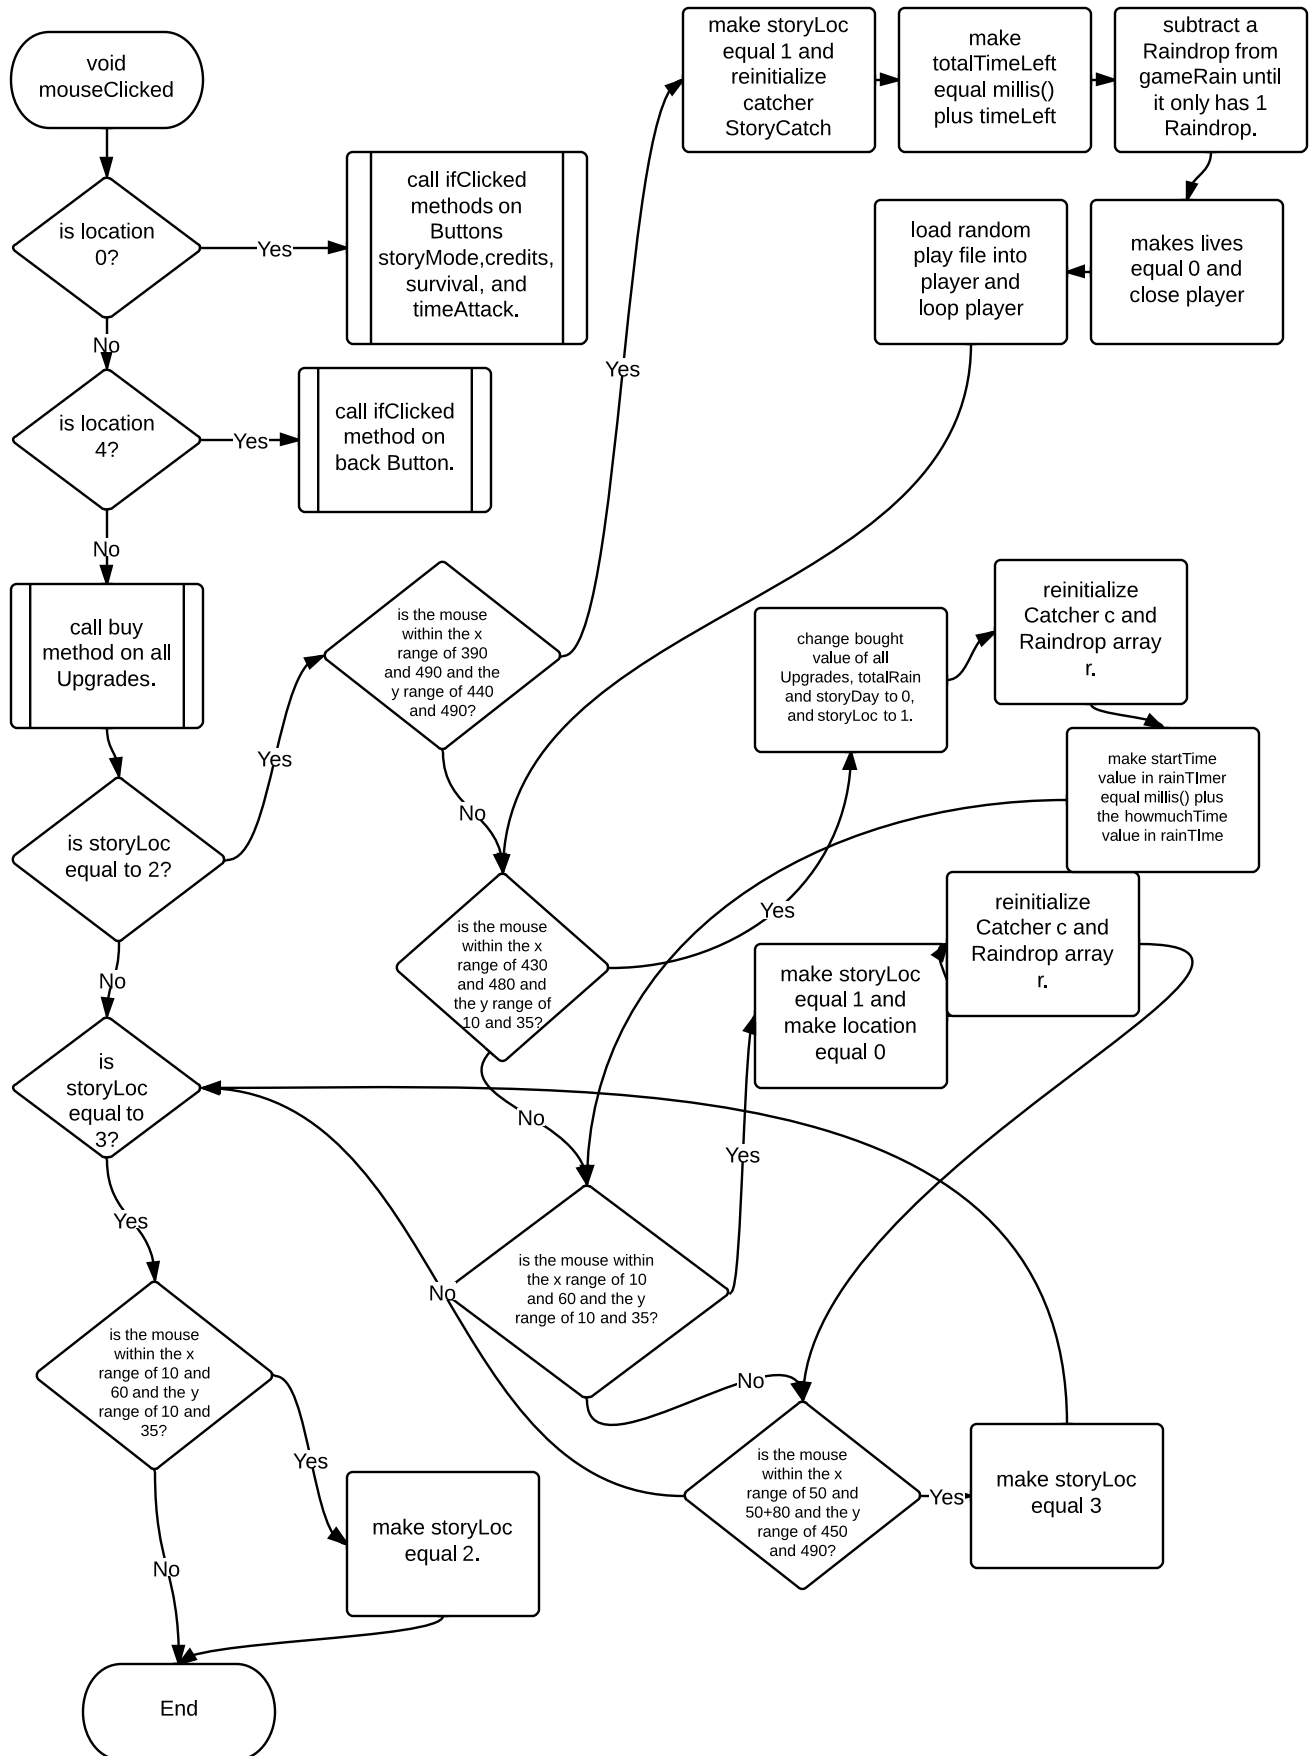 void
mouseClicked
is location
0?
Yes
call ifClicked
methods on
Buttons
storyMode,credits,
survival, and
timeAttack.
No
is location
4?
Yes
call ifClicked
method on
back Button.
No
call buy
method on all
Upgrades.
is storyLoc
equal to 2?
Yes
No
is the mouse
within the x
range of 390
and 490 and the
y range of 440
and 490?
Yes
No
make storyLoc
equal 1 and
reinitialize
catcher
StoryCatch
make
totalTimeLeft
equal millis()
plus timeLeft
subtract a
Raindrop from
gameRain until
it only has 1
Raindrop.
makes lives
equal 0 and
close player
load random
play file into
player and
loop player
is the mouse
within the x
range of 430
and 480 and
the y range of
10 and 35?
Yes
No
change bought
value of all
Upgrades, totalRain
and storyDay to 0,
and storyLoc to 1.
reinitialize
Catcher c and
Raindrop array
r.
make startTime
value in rainTImer
equal millis() plus
the howmuchTime
value in rainTIme
is the mouse within
the x range of 10
and 60 and the y
range of 10 and 35?
Yes
No
make storyLoc
equal 1 and
make location
equal 0
reinitialize
Catcher c and
Raindrop array
r.
is the mouse
within the x
range of 50 and
50+80 and the y
range of 450
and 490?
Yes
No
make storyLoc
equal 3
is
storyLoc
equal to
3?
Yes
is the mouse
within the x
range of 10 and
60 and the y
range of 10 and
35?
Yes
No
make storyLoc
equal 2.
End